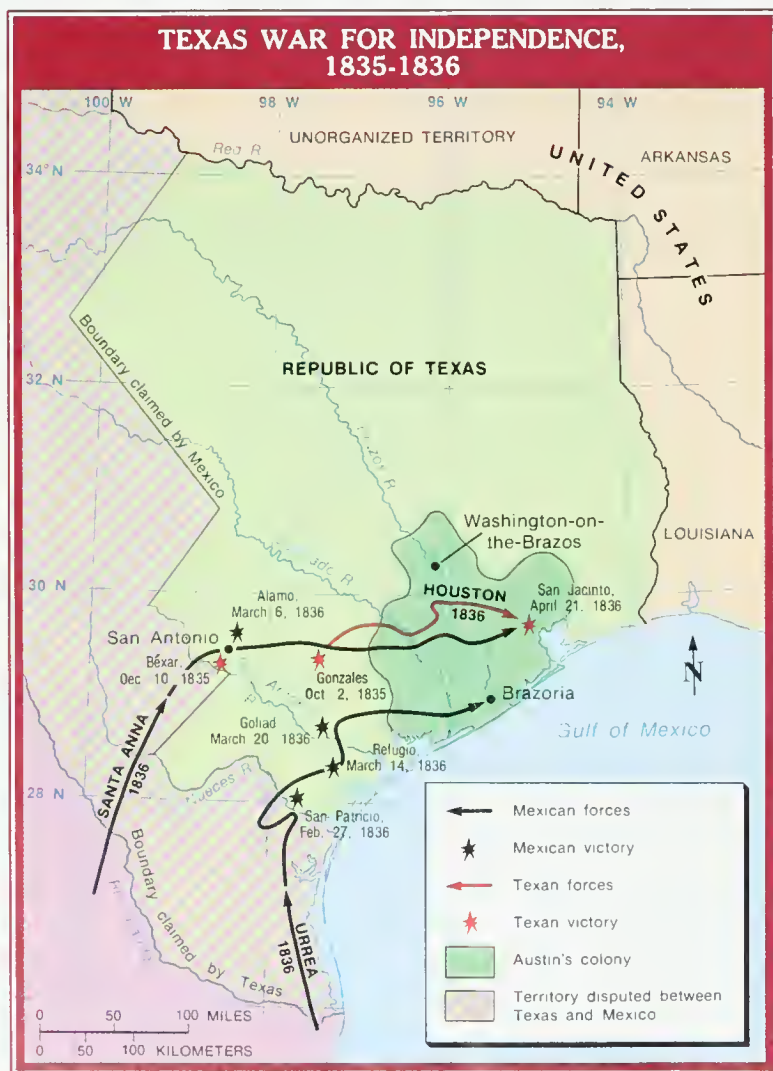 TEXAS WAR FOR INDEPENDENCE,
1835-1836
100 W
98 W
96 W
94 W
UNORGANIZED TERRITORY
ARKANSAS
UNITED STATES
Red R.
34° N
Boundary claimed by Mexico
REPUBLIC OF TEXAS
32 N
Brazos R.
Washington-on-
the-Brazos
LOUISIANA
30 N
R.
Alamo,
March 6, 1836
HOUSTON
1836
San Jacinto,
April 21, 1836
San Antonio
Béxar,
Dec 10, 1835
Gonzales
Oct 2, 1835
Brazoria
N
Goliad
March 20 1836
Gulf of Mexico
SANTA ANNA
1836
Refugio,
March 14, 1836
Nueces R.
28 N
San Patricio,
Feb. 27, 1836
Boundary claimed by Texas
URREA
1836
Mexican forces
Mexican victory
Texan forces
Texan victory
Austin's colony
Territory disputed between
Texas and Mexico
0 50 100 MILES
0 50 100 KILOMETERS